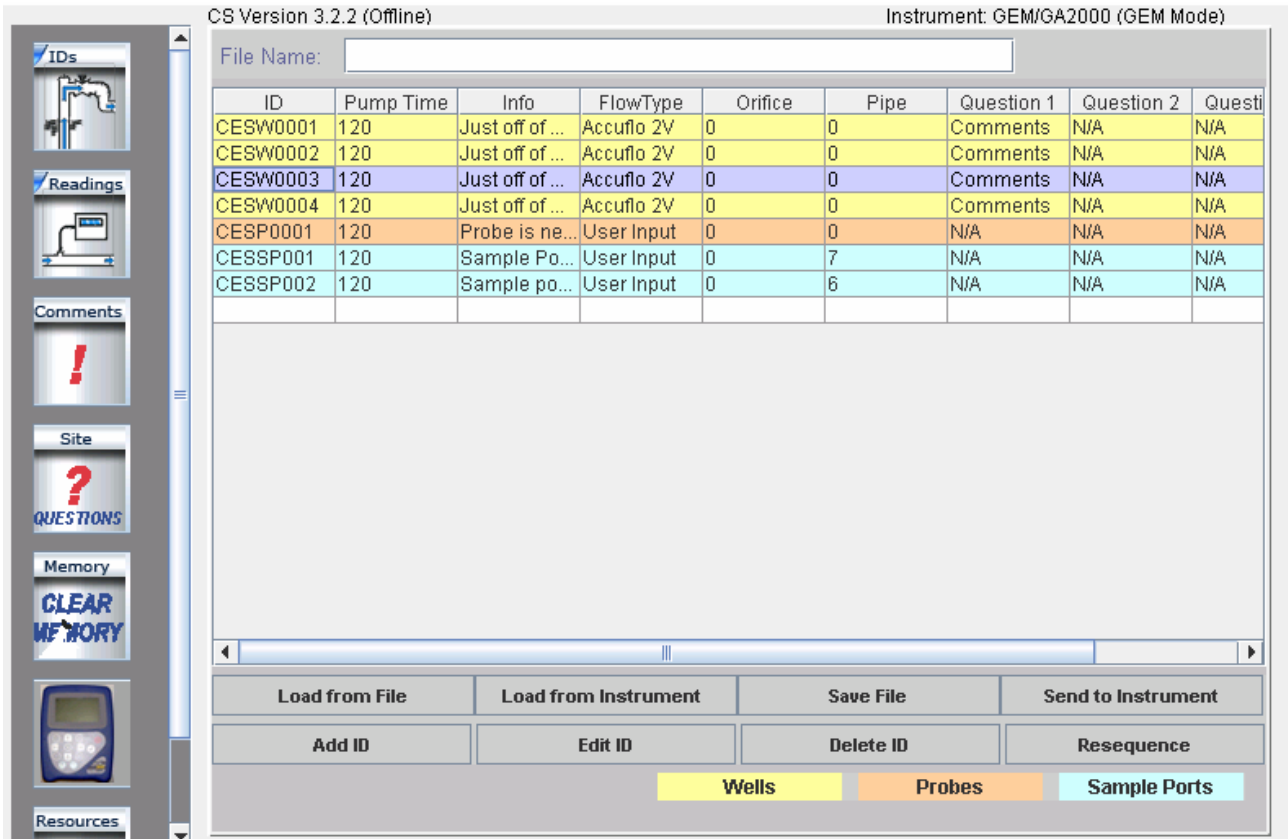 CS Version 3.2.2 (Offline) Instrument: GEM/GA2000 (GEM Mode)
IDs
Readings
Comments
!
Site
?
QUESTIONS
Memory
CLEAR
MEMORY
Resources
File Name:
ID Pump Time Info FlowType Orifice Pipe Question 1 Question 2 Questi
CESW0001 120 Just off of ... Accuflo 2V 0 0 Comments N/A N/A
CESW0002 120 Just off of ... Accuflo 2V 0 0 Comments N/A N/A
CESW0003 120 Just off of ... Accuflo 2V 0 0 Comments N/A N/A
CESW0004 120 Just off of ... Accuflo 2V 0 0 Comments N/A N/A
CESP0001 120 Probe is ne... User Input 0 0 N/A N/A N/A
CESSP001 120 Sample Po... User Input 0 7 N/A N/A N/A
CESSP002 120 Sample po... User Input 0 6 N/A N/A N/A
Load from File Load from Instrument Save File Send to Instrument
Add ID Edit ID Delete ID Resequence
Wells Probes Sample Ports